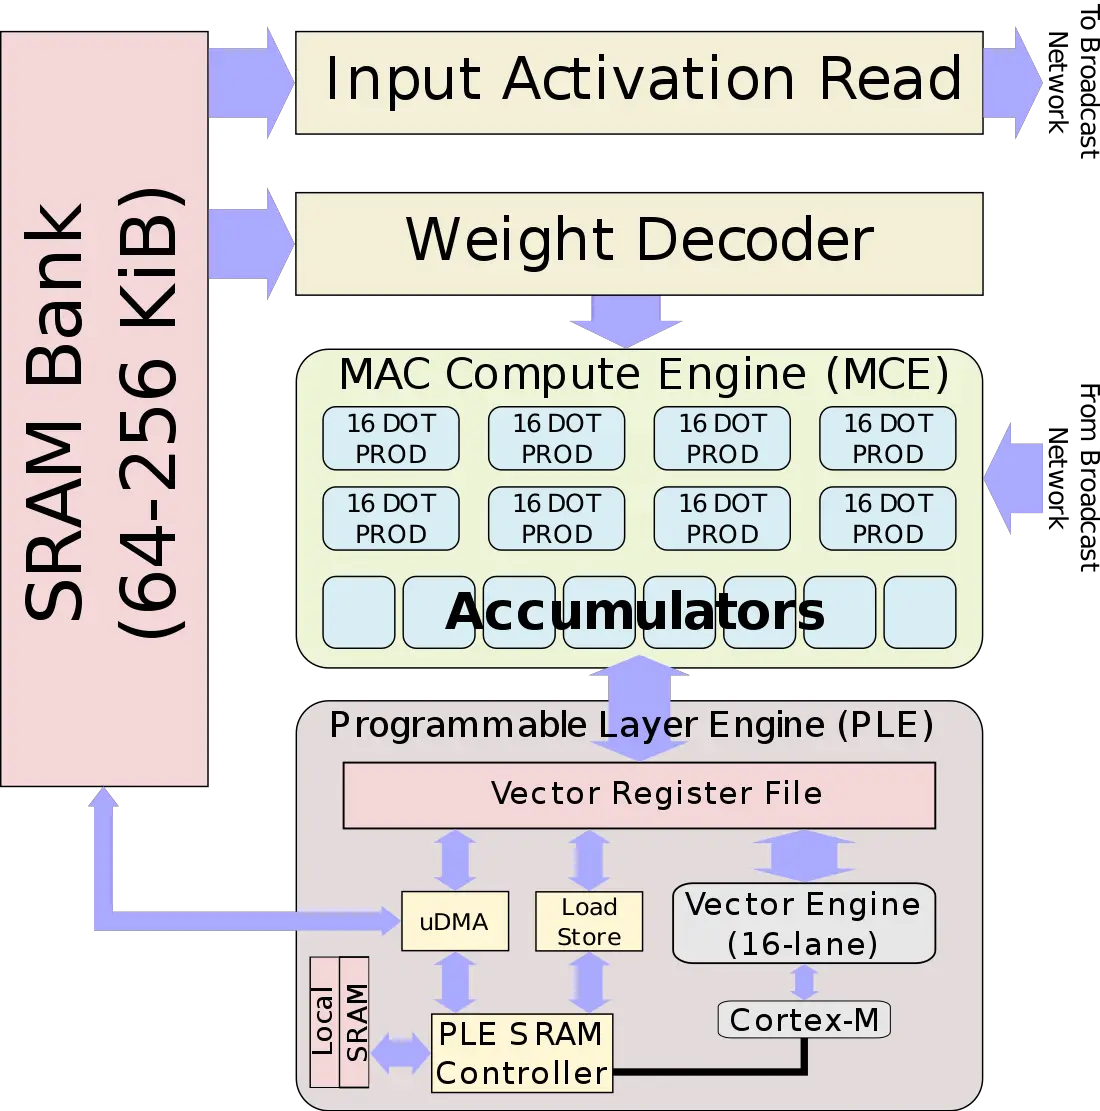 To Broadcast
Network
Input Activation Read
SRAM Bank
(64-256 KiB)
Weight Decoder
MAC Compute Engine (MCE)
16 DOT
PROD
16 DOT
PROD
16 DOT
PROD
16 DOT
PROD
From Broadcast
Network
16 DOT
PROD
16 DOT
PROD
16 DOT
PROD
16 DOT
PROD
Accumulators
Programmable Layer Engine (PLE)
Vector Register File
uDMA
Load
Store
Vector Engine
(16-lane)
Local
SRAM
PLE SRAM
Controller
Cortex-M